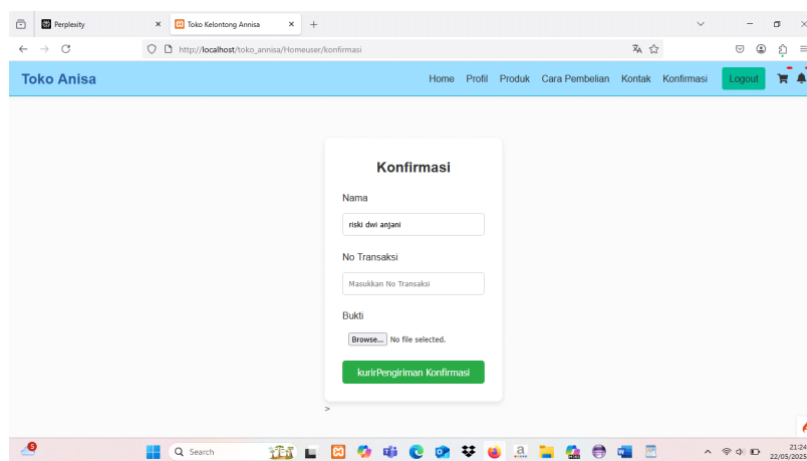 Perplexity
Toko Kelontong Annisa
http://localhost/toko_annisa/Homeuser/konfirmasi
Toko Anisa
Home Profil Produk Cara Pembelian Kontak Konfirmasi Logout
Konfirmasi
Nama
riski dwi anjani
No Transaksi
Masukkan No Transaksi
Bukti
Browse... No file selected.
kurirPengiriman Konfirmasi
>
5
Search
21:24
22/05/2025